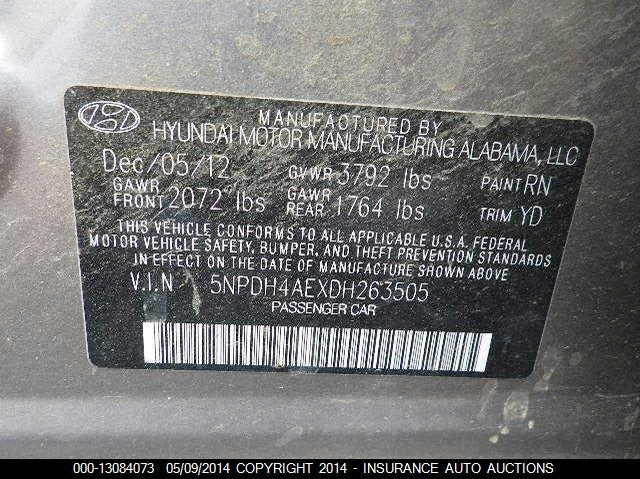 MANUFACTURED BY
HYUNDAI MOTOR MANUFACTURING ALABAMA, LLC
Dec/05/12 GVWR 3792 lbs PAINT RN
GAWR FRONT 2072 lbs GAWR REAR 1764 lbs TRIM YD
THIS VEHICLE CONFORMS TO ALL APPLICABLE U.S.A. FEDERAL
MOTOR VEHICLE SAFETY, BUMPER, AND THEFT PREVENTION STANDARDS
IN EFFECT ON THE DATE OF MANUFACTURE SHOWN ABOVE
V.I.N 5NPDH4AEXDH263505
PASSENGER CAR
000-13084073 05/09/2014 COPYRIGHT 2014 - INSURANCE AUTO AUCTIONS